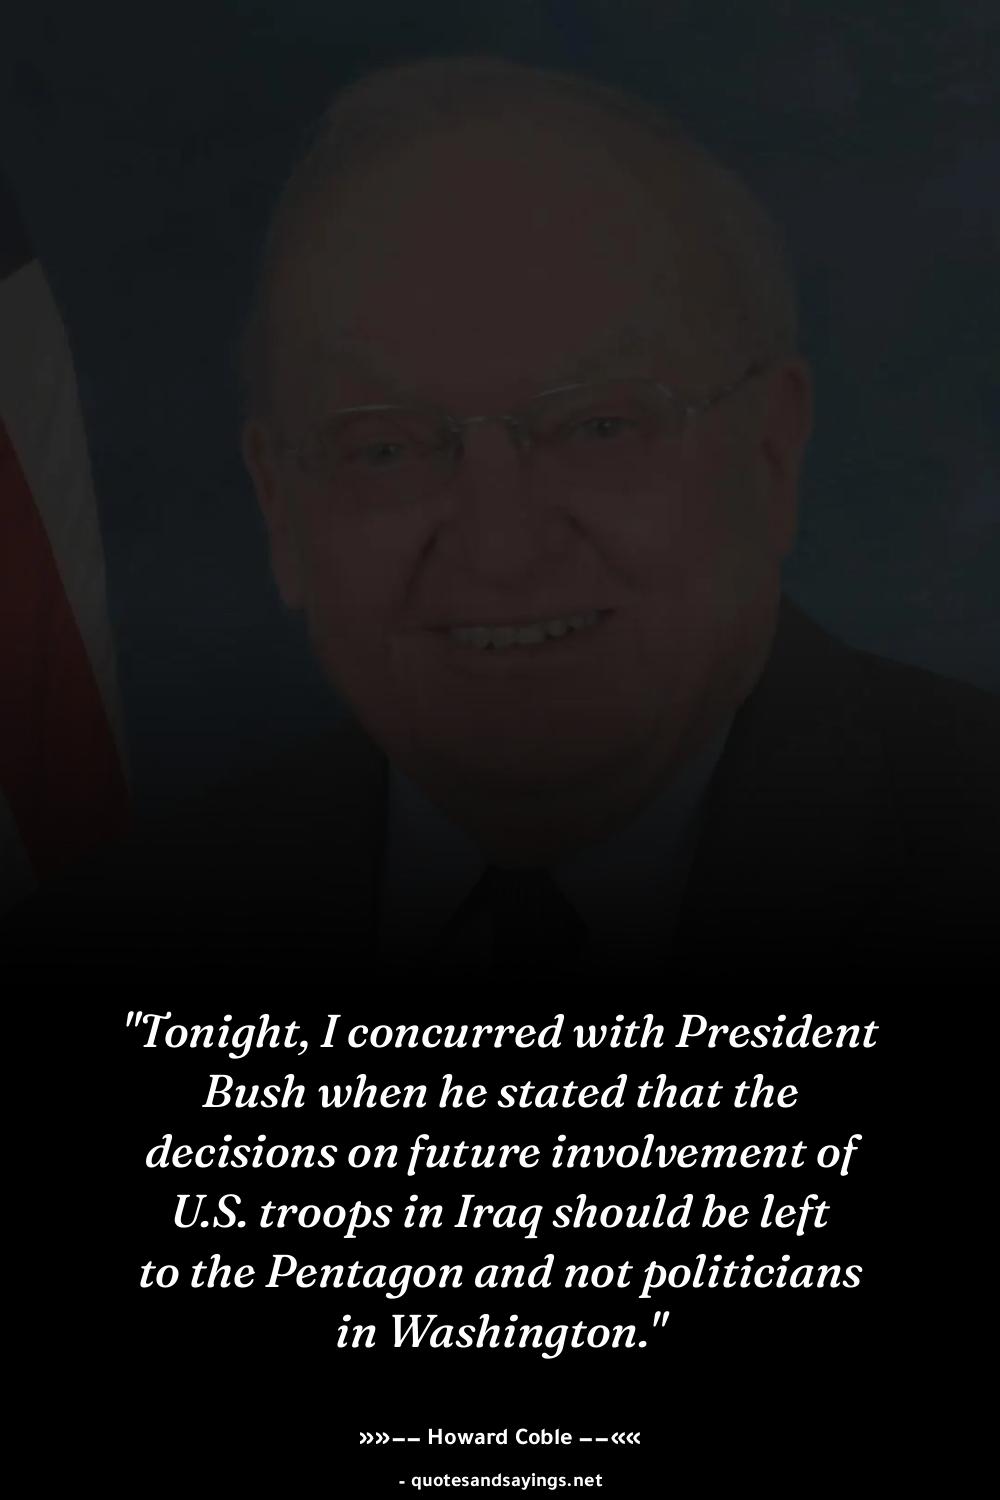 "Tonight, I concurred with President
Bush when he stated that the
decisions on future involvement of
U.S. troops in Iraq should be left
to the Pentagon and not politicians
in Washington."
»»−− Howard Coble −−««
- quotesandsayings.net